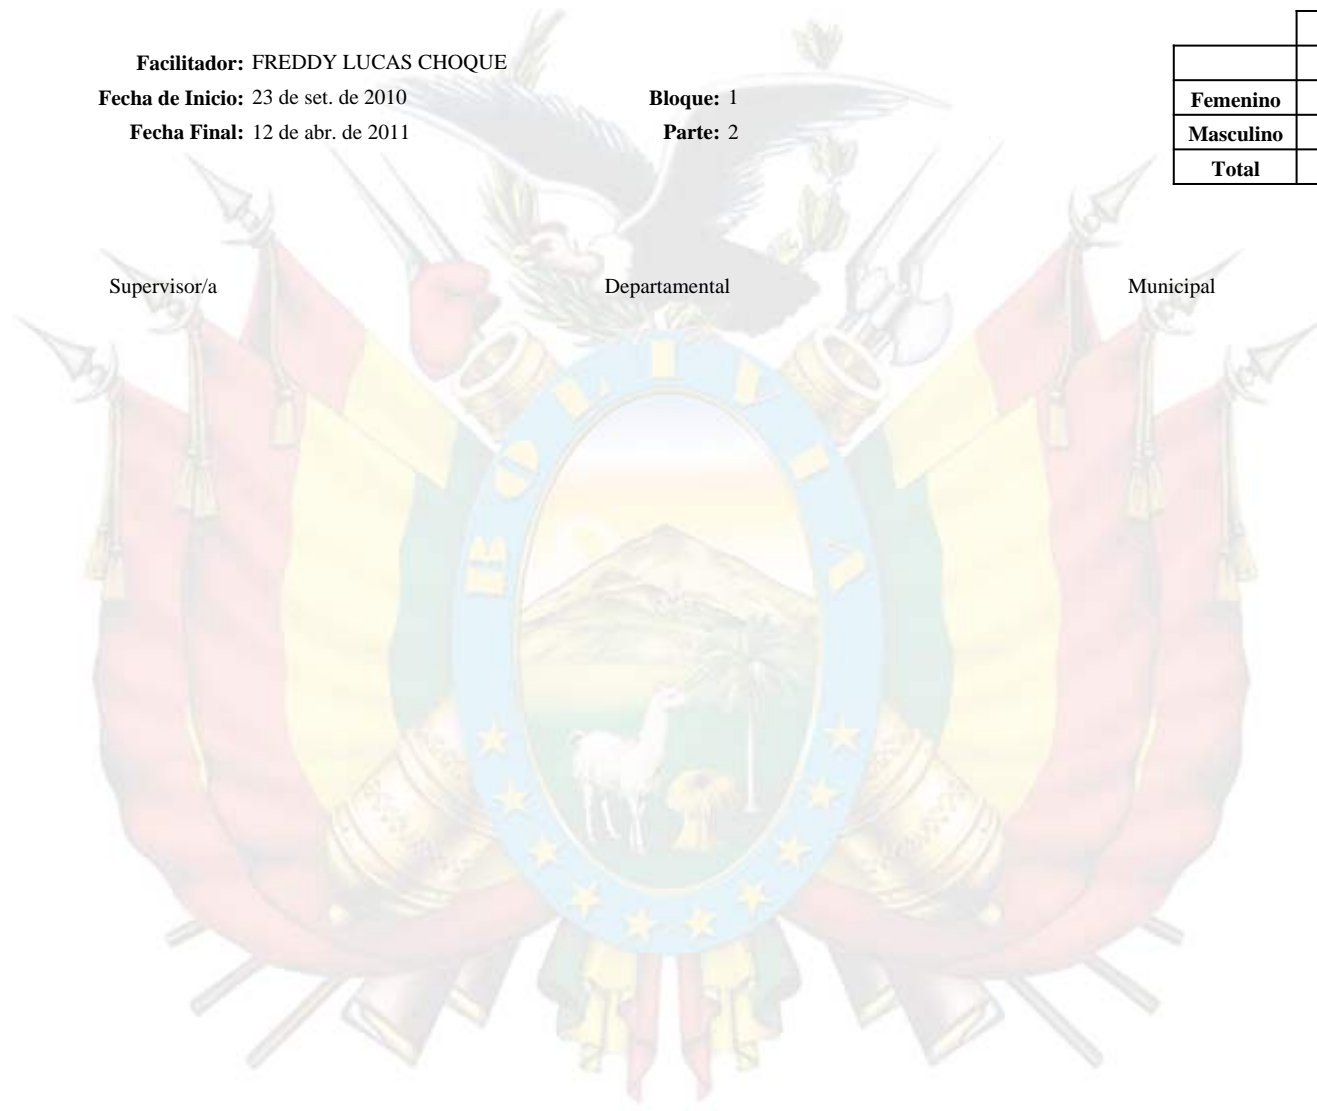 Facilitador: FREDDY LUCAS CHOQUE
Fecha de Inicio: 23 de set. de 2010 Bloque: 1
Fecha Final: 12 de abr. de 2011 Parte: 2
Femenino
Masculino
Total
Supervisor/a Departamental Municipal
BOLIVIA